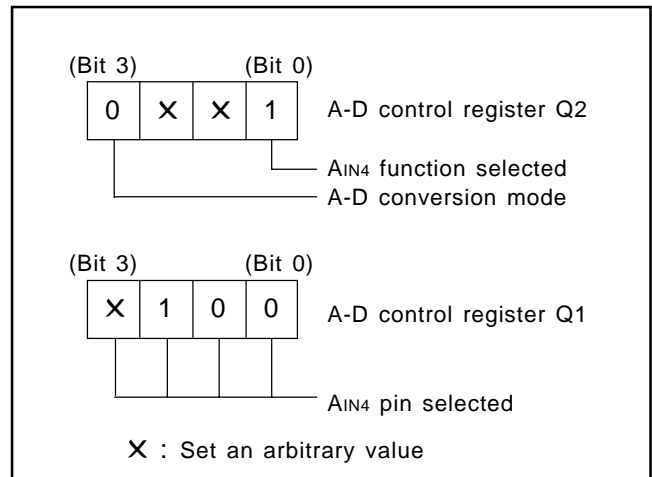 (Bit 3) (Bit 0)
0 ✕ ✕ 1 A-D control register Q2
AIN4 function selected
A-D conversion mode
(Bit 3) (Bit 0)
✕ 1 0 0 A-D control register Q1
AIN4 pin selected
✕ : Set an arbitrary value